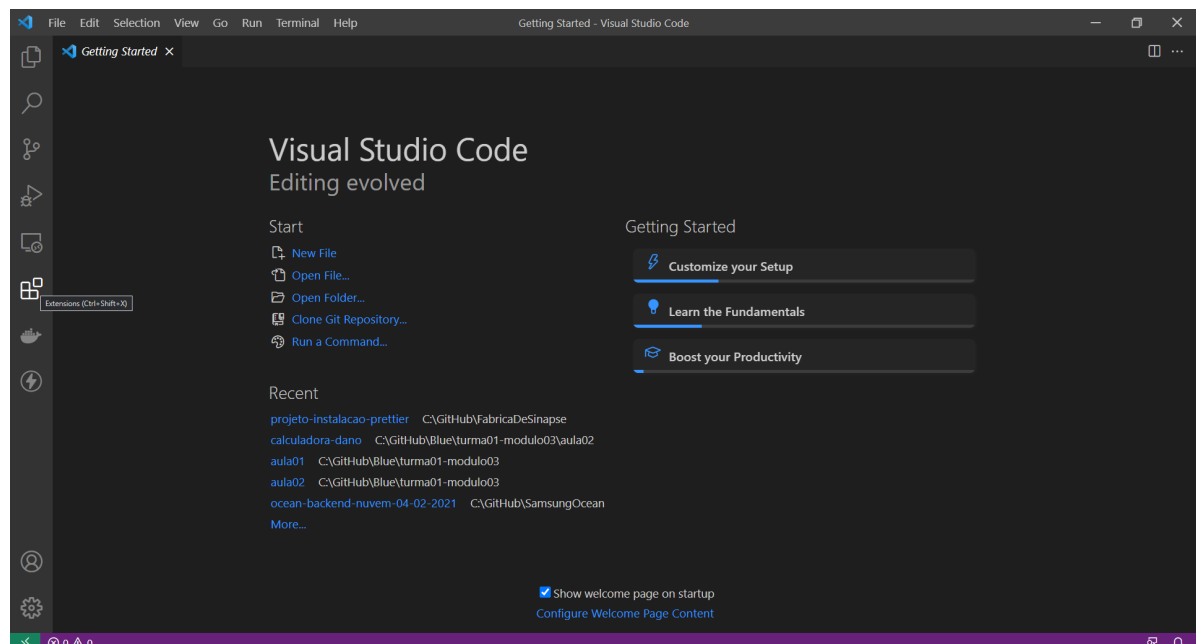 File Edit Selection View Go Run Terminal Help
Getting Started - Visual Studio Code
Getting Started
Visual Studio Code
Editing evolved
Start
New File
Open File...
Open Folder...
Clone Git Repository...
Run a Command...
Recent
projeto-instalacao-prettier C:\GitHub\FabricaDeSinapse
calculadora-dano C:\GitHub\Blue\turma01-modulo03\aula02
aula01 C:\GitHub\Blue\turma01-modulo03
aula02 C:\GitHub\Blue\turma01-modulo03
ocean-backend-nuvem-04-02-2021 C:\GitHub\SamsungOcean
More...
Getting Started
Customize your Setup
Learn the Fundamentals
Boost your Productivity
Extensions (Ctrl+Shift+X)
Show welcome page on startup
Configure Welcome Page Content
0 0